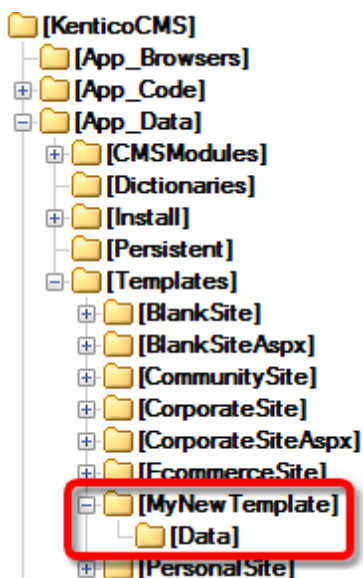 [KenticoCMS]
[App_Browsers]
[App_Code]
[App_Data]
[CMSModules]
[Dictionaries]
[Install]
[Persistent]
[Templates]
[BlankSite]
[BlankSiteAspx]
[CommunitySite]
[CorporateSite]
[CorporateSiteAspx]
[EcommerceSite]
[MyNewTemplate]
[Data]
[PersonalSite]